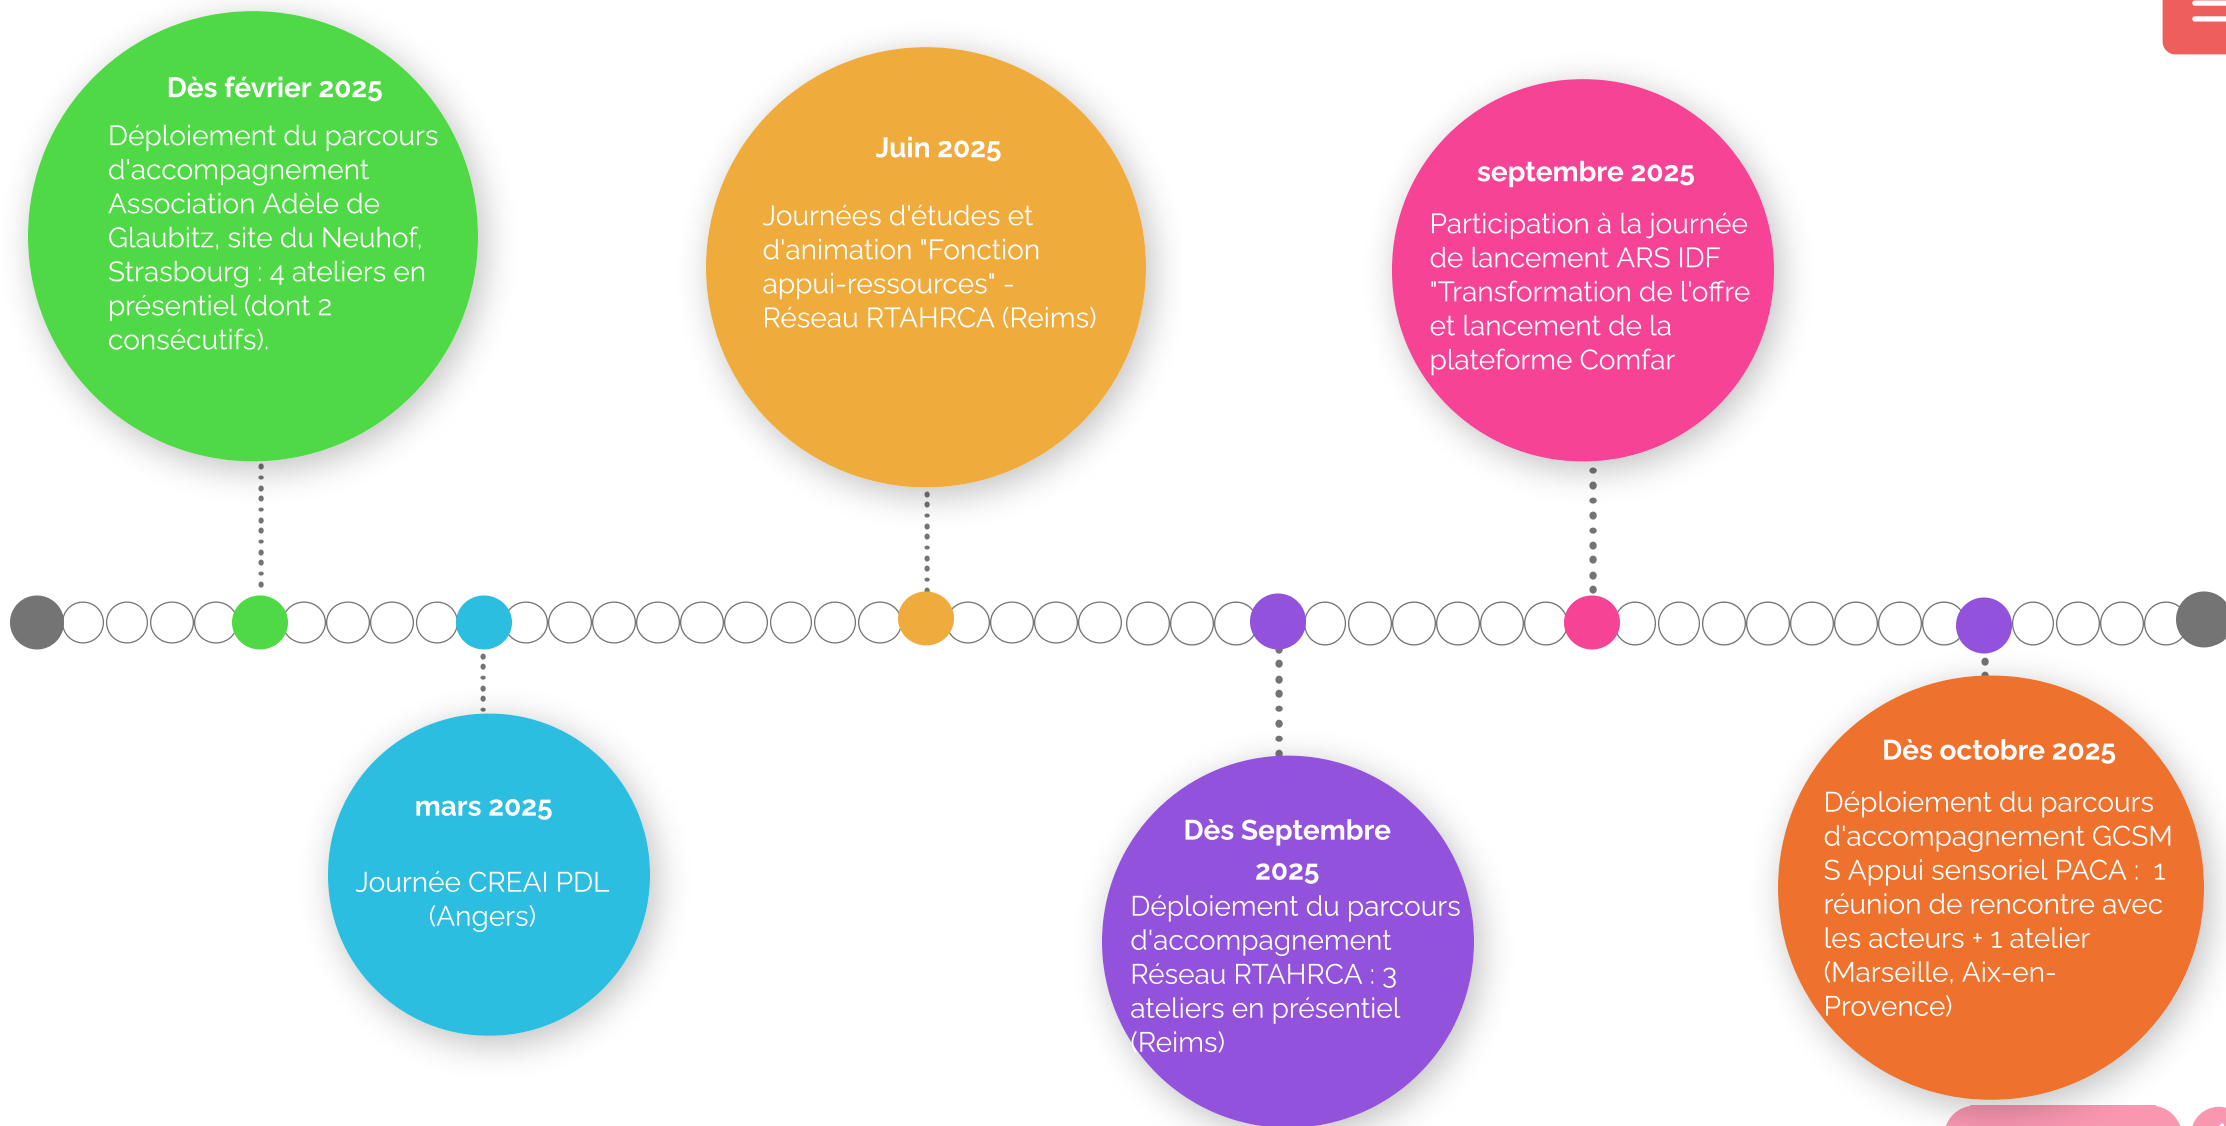 Dès février 2025
Déploiement du parcours
d'accompagnement
Association Adèle de
Glaubitz, site du Neuhof,
Strasbourg : 4 ateliers en
présentiel (dont 2
consécutifs).
mars 2025
Journée CREAI PDL
(Angers)
Juin 2025
Journées d'études et
d'animation "Fonction
appui-ressources" -
Réseau RTAHRCA (Reims)
Dès Septembre
2025
Déploiement du parcours
d'accompagnement
Réseau RTAHRCA : 3
ateliers en présentiel
(Reims)
septembre 2025
Participation à la journée
de lancement ARS IDF
"Transformation de l'offre
et lancement de la
plateforme Comfar
Dès octobre 2025
Déploiement du parcours
d'accompagnement GCSM
S Appui sensoriel PACA :  1
réunion de rencontre avec
les acteurs + 1 atelier
(Marseille, Aix-en-
Provence)